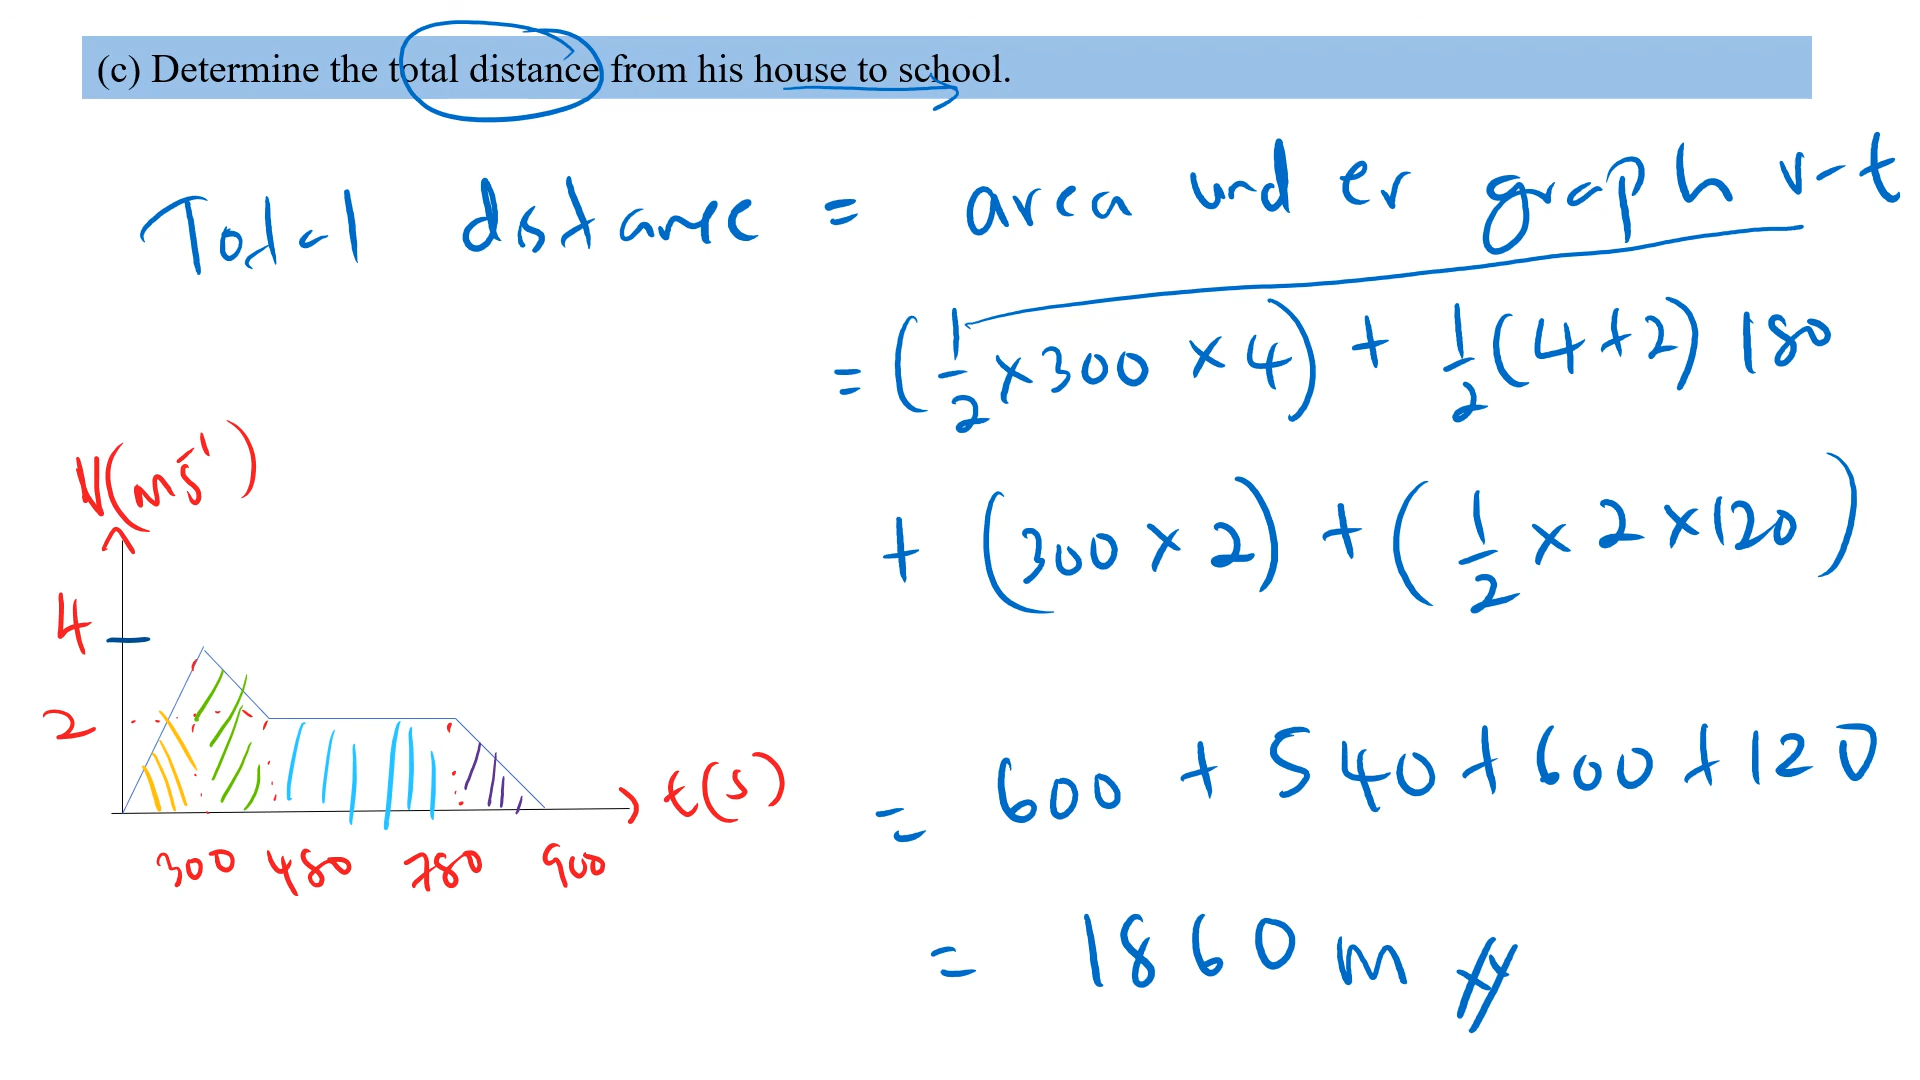 (c) Determine the total distance from his house to school.
Total distance = area under graph v-t
= (1/2 × 300 × 4) + 1/2 (4+2) 180
+ (300 × 2) + (1/2 × 2 × 120)
= 600 + 540 + 600 + 120
= 1860 m
V(ms⁻¹)
4
2
t(s)
300 480 780 900